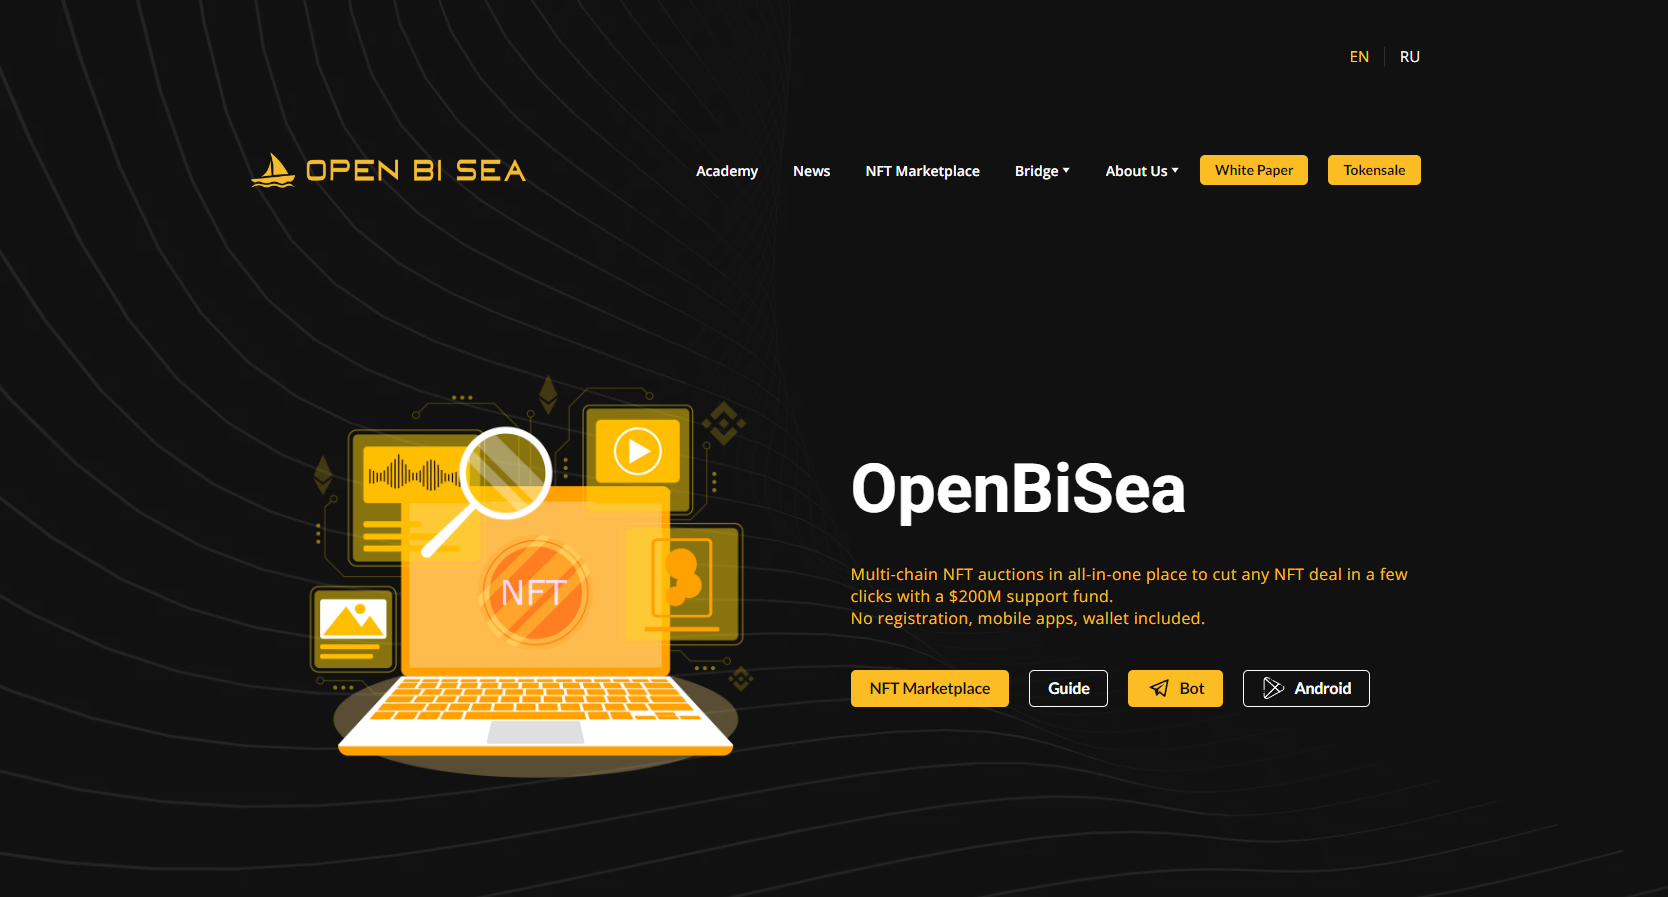 EN RU
OPEN BI SEA
Academy News NFT Marketplace Bridge About Us White Paper Tokensale
NFT
OpenBiSea
Multi-chain NFT auctions in all-in-one place to cut any NFT deal in a few
clicks with a $200M support fund.
No registration, mobile apps, wallet included.
NFT Marketplace Guide Bot Android